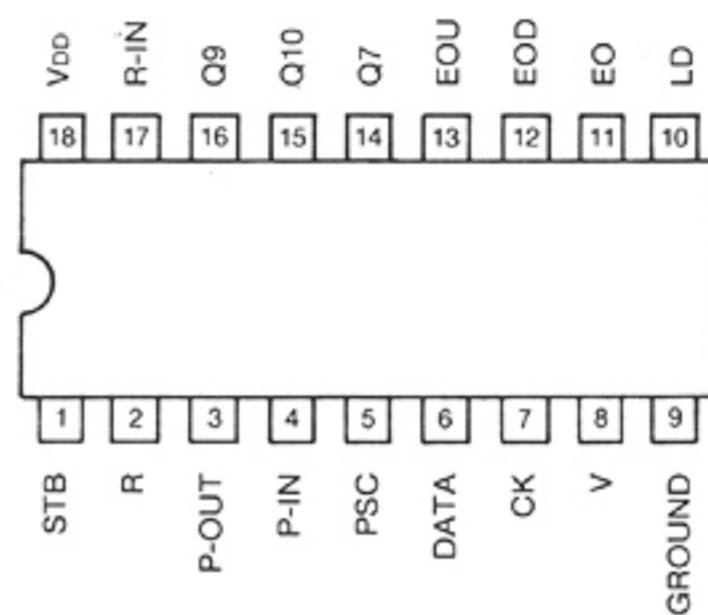 VDD R-IN Q9 Q10 Q7 EOU EOD EO LD
18 17 16 15 14 13 12 11 10
1 2 3 4 5 6 7 8 9
STB R P-OUT P-IN PSC DATA CK V GROUND